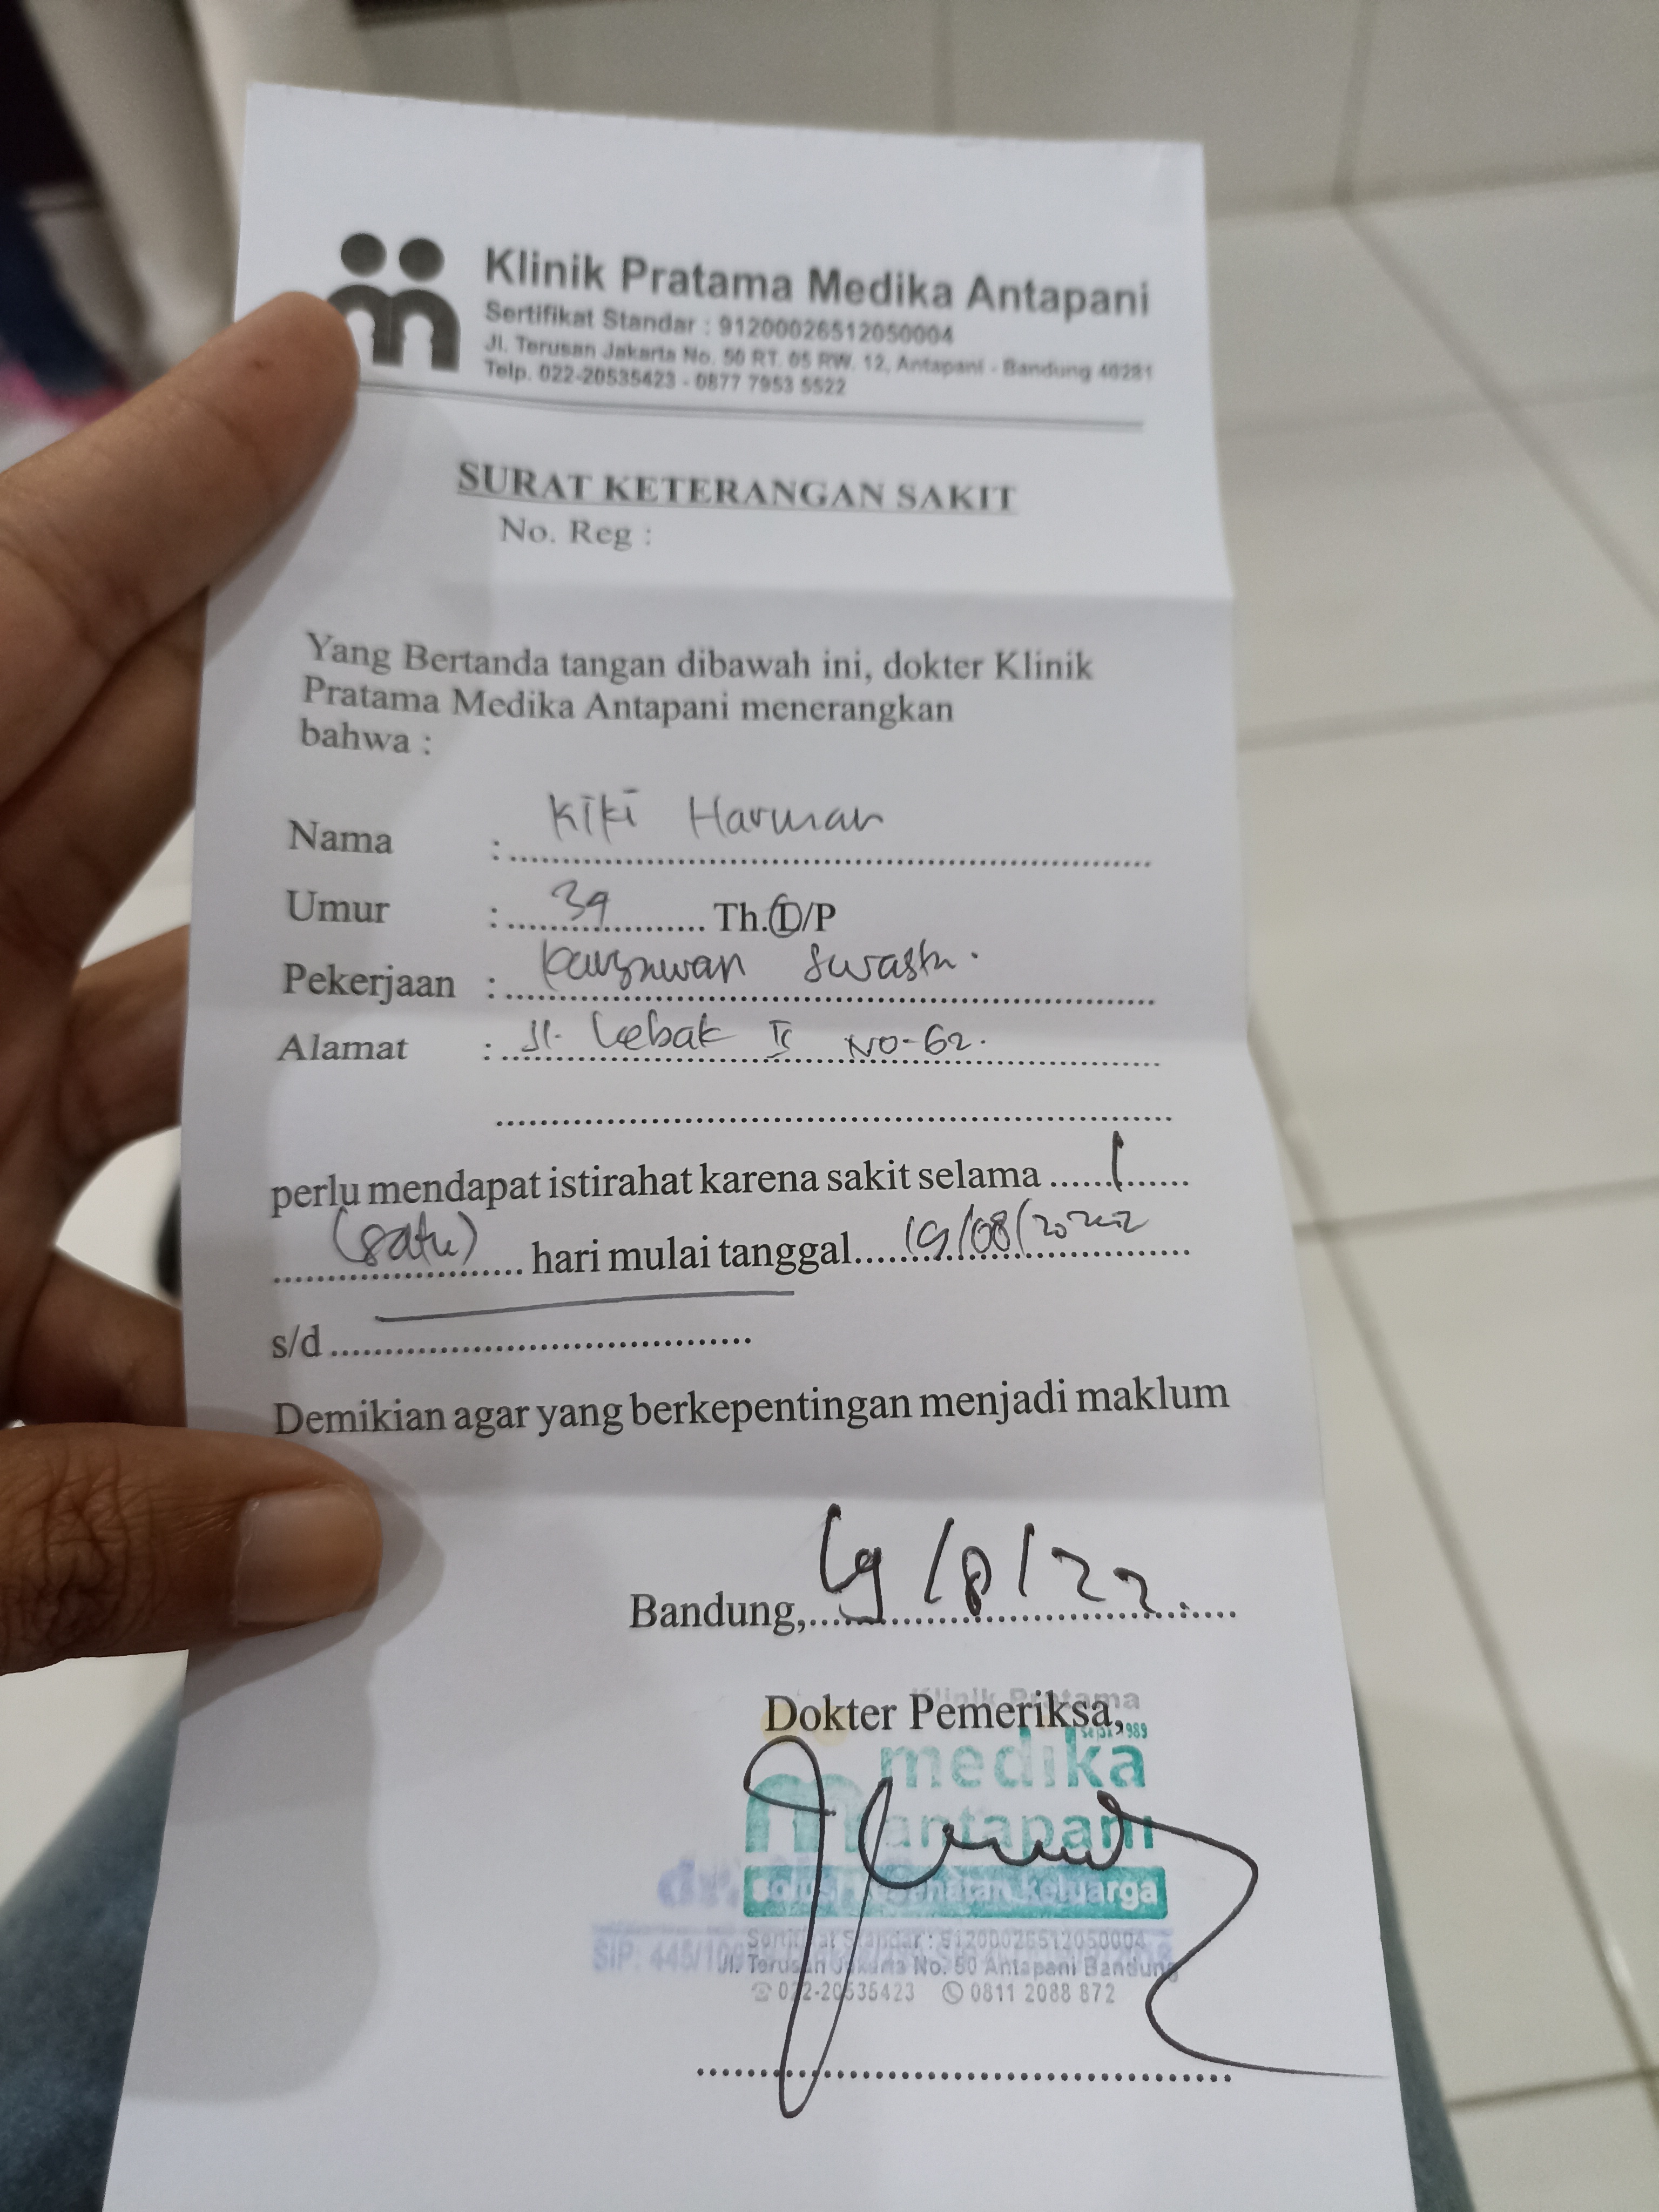 Klinik Pratama Medika Antapani
Sertifikat Standar : 91200026512050004
Jl. Terusan Jakarta No. 50 RT. 05 RW. 12, Antapani - Bandung 40281
Telp. 022-20535423 - 0877 7953 5522
SURAT KETERANGAN SAKIT
No. Reg :
Yang Bertanda tangan dibawah ini, dokter Klinik
Pratama Medika Antapani menerangkan
bahwa :
Nama : Kiki Harman
Umur : 39 Th. L/P
Pekerjaan : karyawan swasta.
Alamat : Jl. Lebak II NO-62.
perlu mendapat istirahat karena sakit selama 1
(satu) hari mulai tanggal 19/08/2022
s/d
Demikian agar yang berkepentingan menjadi maklum
Bandung, 19/8/22.
Dokter Pemeriksa,
Klinik Pratama
1989
medika
antapani
solusi kesehatan keluarga
dr.
Sertifikat Standar : 91200026512050004
SIP: 445/
Jl. Terusan Jakarta No. 50 Antapani Bandung
022-20535423 0811 2088 872